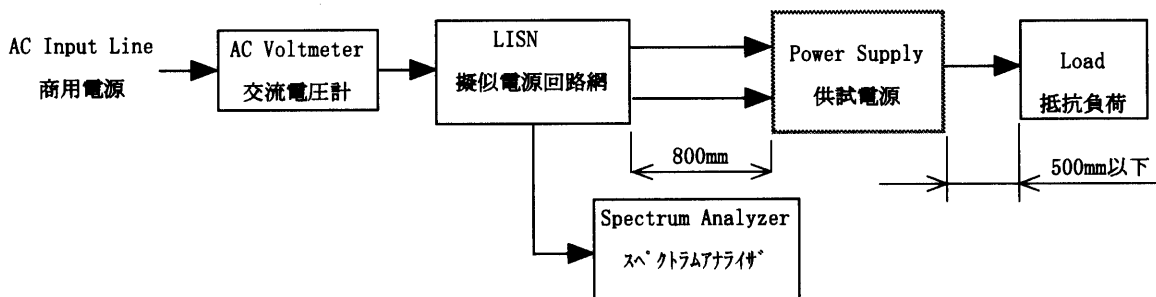 AC Input Line
商用電源
AC Voltmeter
交流電圧計
LISN
擬似電源回路網
Power Supply
供試電源
Load
抵抗負荷
800mm
500mm以下
Spectrum Analyzer
スペクトラムアナライザ